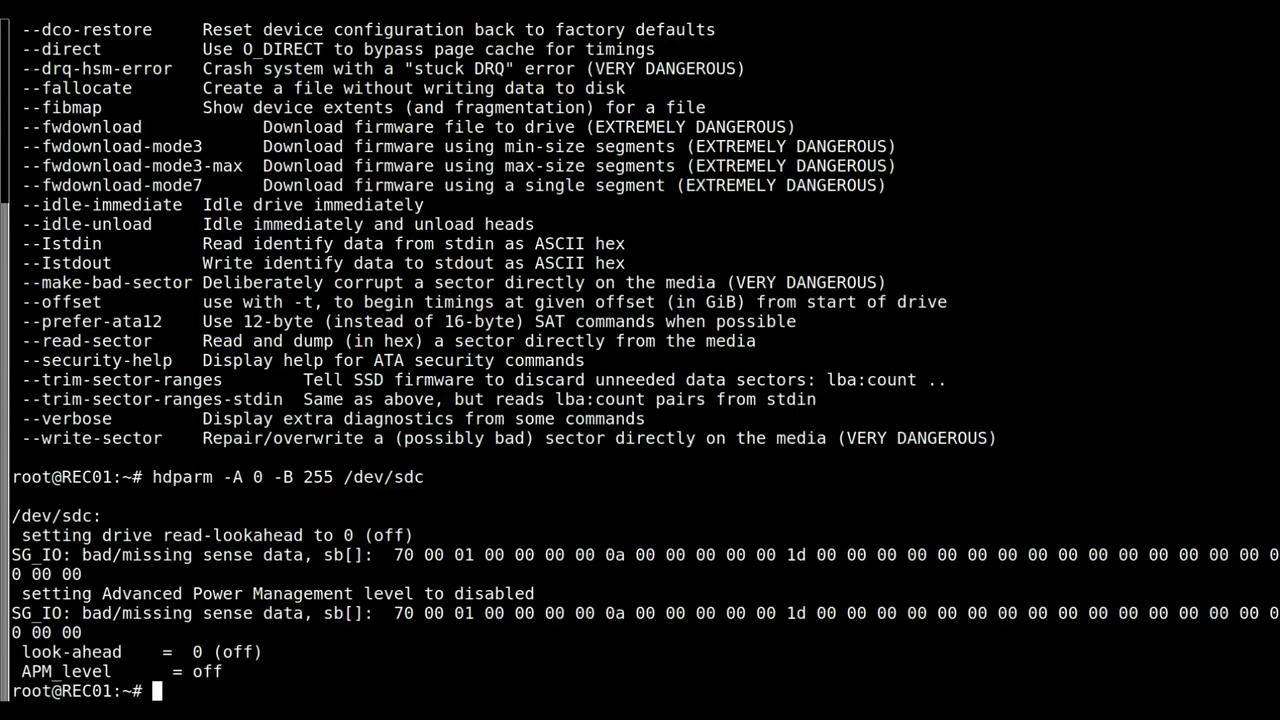 --dco-restore     Reset device configuration back to factory defaults
--direct          Use O_DIRECT to bypass page cache for timings
--drq-hsm-error   Crash system with a "stuck DRQ" error (VERY DANGEROUS)
--fallocate       Create a file without writing data to disk
--fibmap          Show device extents (and fragmentation) for a file
--fwdownload            Download firmware file to drive (EXTREMELY DANGEROUS)
--fwdownload-mode3      Download firmware using min-size segments (EXTREMELY DANGEROUS)
--fwdownload-mode3-max  Download firmware using max-size segments (EXTREMELY DANGEROUS)
--fwdownload-mode7      Download firmware using a single segment (EXTREMELY DANGEROUS)
--idle-immediate  Idle drive immediately
--idle-unload     Idle immediately and unload heads
--Istdin          Read identify data from stdin as ASCII hex
--Istdout         Write identify data to stdout as ASCII hex
--make-bad-sector Deliberately corrupt a sector directly on the media (VERY DANGEROUS)
--offset          use with -t, to begin timings at given offset (in GiB) from start of drive
--prefer-ata12    Use 12-byte (instead of 16-byte) SAT commands when possible
--read-sector     Read and dump (in hex) a sector directly from the media
--security-help   Display help for ATA security commands
--trim-sector-ranges        Tell SSD firmware to discard unneeded data sectors: lba:count ..
--trim-sector-ranges-stdin  Same as above, but reads lba:count pairs from stdin
--verbose         Display extra diagnostics from some commands
--write-sector    Repair/overwrite a (possibly bad) sector directly on the media (VERY DANGEROUS)
root@REC01:~# hdparm -A 0 -B 255 /dev/sdc
/dev/sdc:
setting drive read-lookahead to 0 (off)
SG_IO: bad/missing sense data, sb[]:  70 00 01 00 00 00 00 0a 00 00 00 00 00 1d 00 00 00 00 00 00 00 00 00 00 00 00 00 00 00 0
0 00 00
setting Advanced Power Management level to disabled
SG_IO: bad/missing sense data, sb[]:  70 00 01 00 00 00 00 0a 00 00 00 00 00 1d 00 00 00 00 00 00 00 00 00 00 00 00 00 00 00 0
0 00 00
look-ahead    =  0 (off)
APM_level      = off
root@REC01:~#